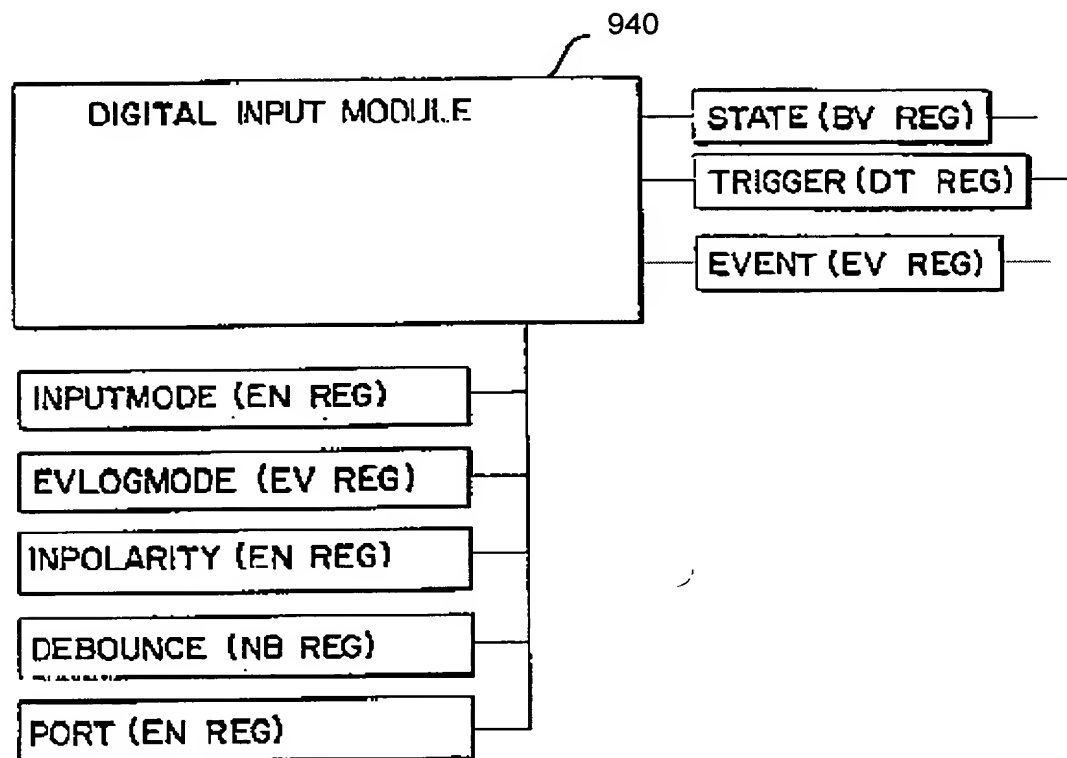 940
DIGITAL INPUT MODULE
STATE (BV REG)
TRIGGER (DT REG)
EVENT (EV REG)
INPUTMODE (EN REG)
EVLOGMODE (EV REG)
INPOLARITY (EN REG)
DEBOUNCE (NB REG)
PORT (EN REG)